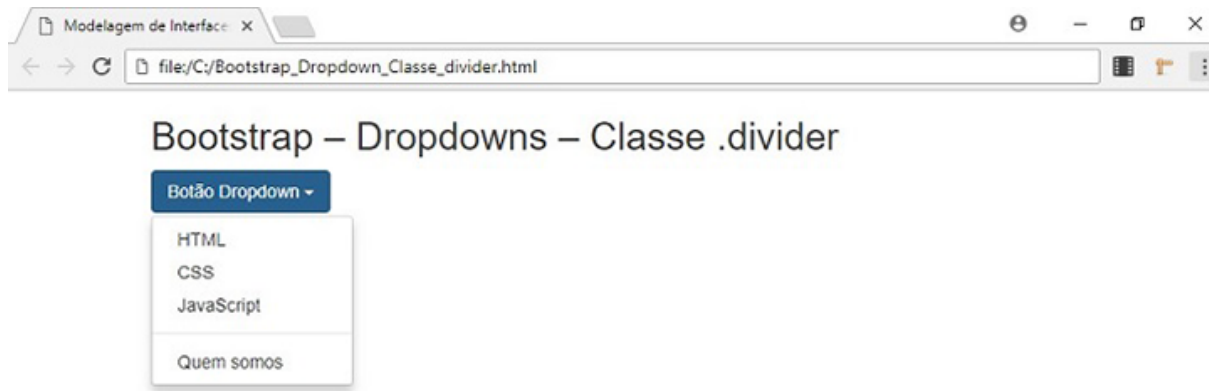 Modelagem de Interface
file:/C:/Bootstrap_Dropdown_Classe_divider.html
Bootstrap – Dropdowns – Classe .divider
Botão Dropdown
HTML
CSS
JavaScript
Quem somos